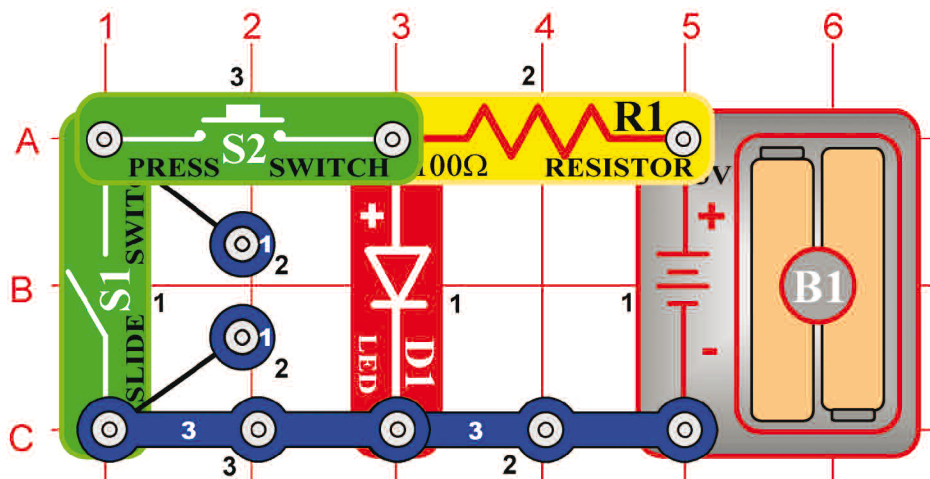 1 2 3 4 5 6
3 2
A S2 R1
PRESS SWITCH 100Ω RESISTOR V
+ +
1
2
B S1 SLIDE SWITCH 1 D1 LED 1 1 B1
1
2
-
C 3 3
3 2